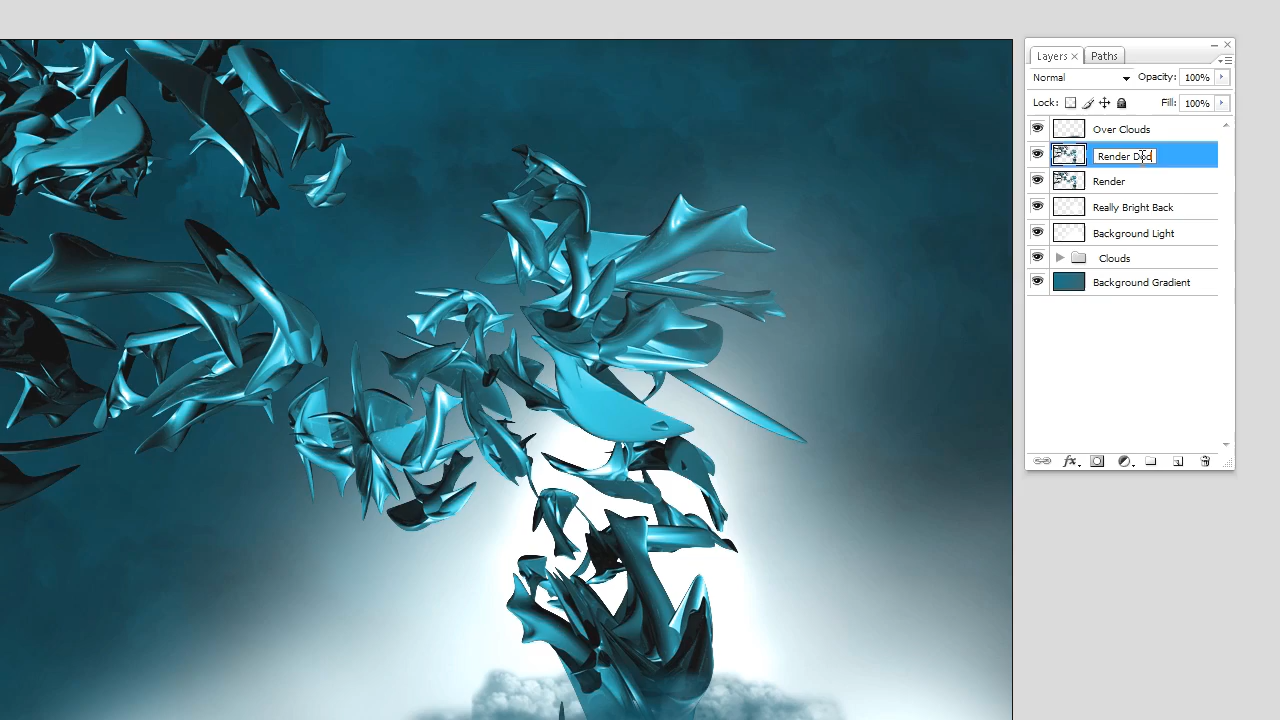 Layers Paths
Normal Opacity: 100%
Lock: Fill: 100%
Over Clouds
Render
Render
Really Bright Back
Background Light
Clouds
Background Gradient